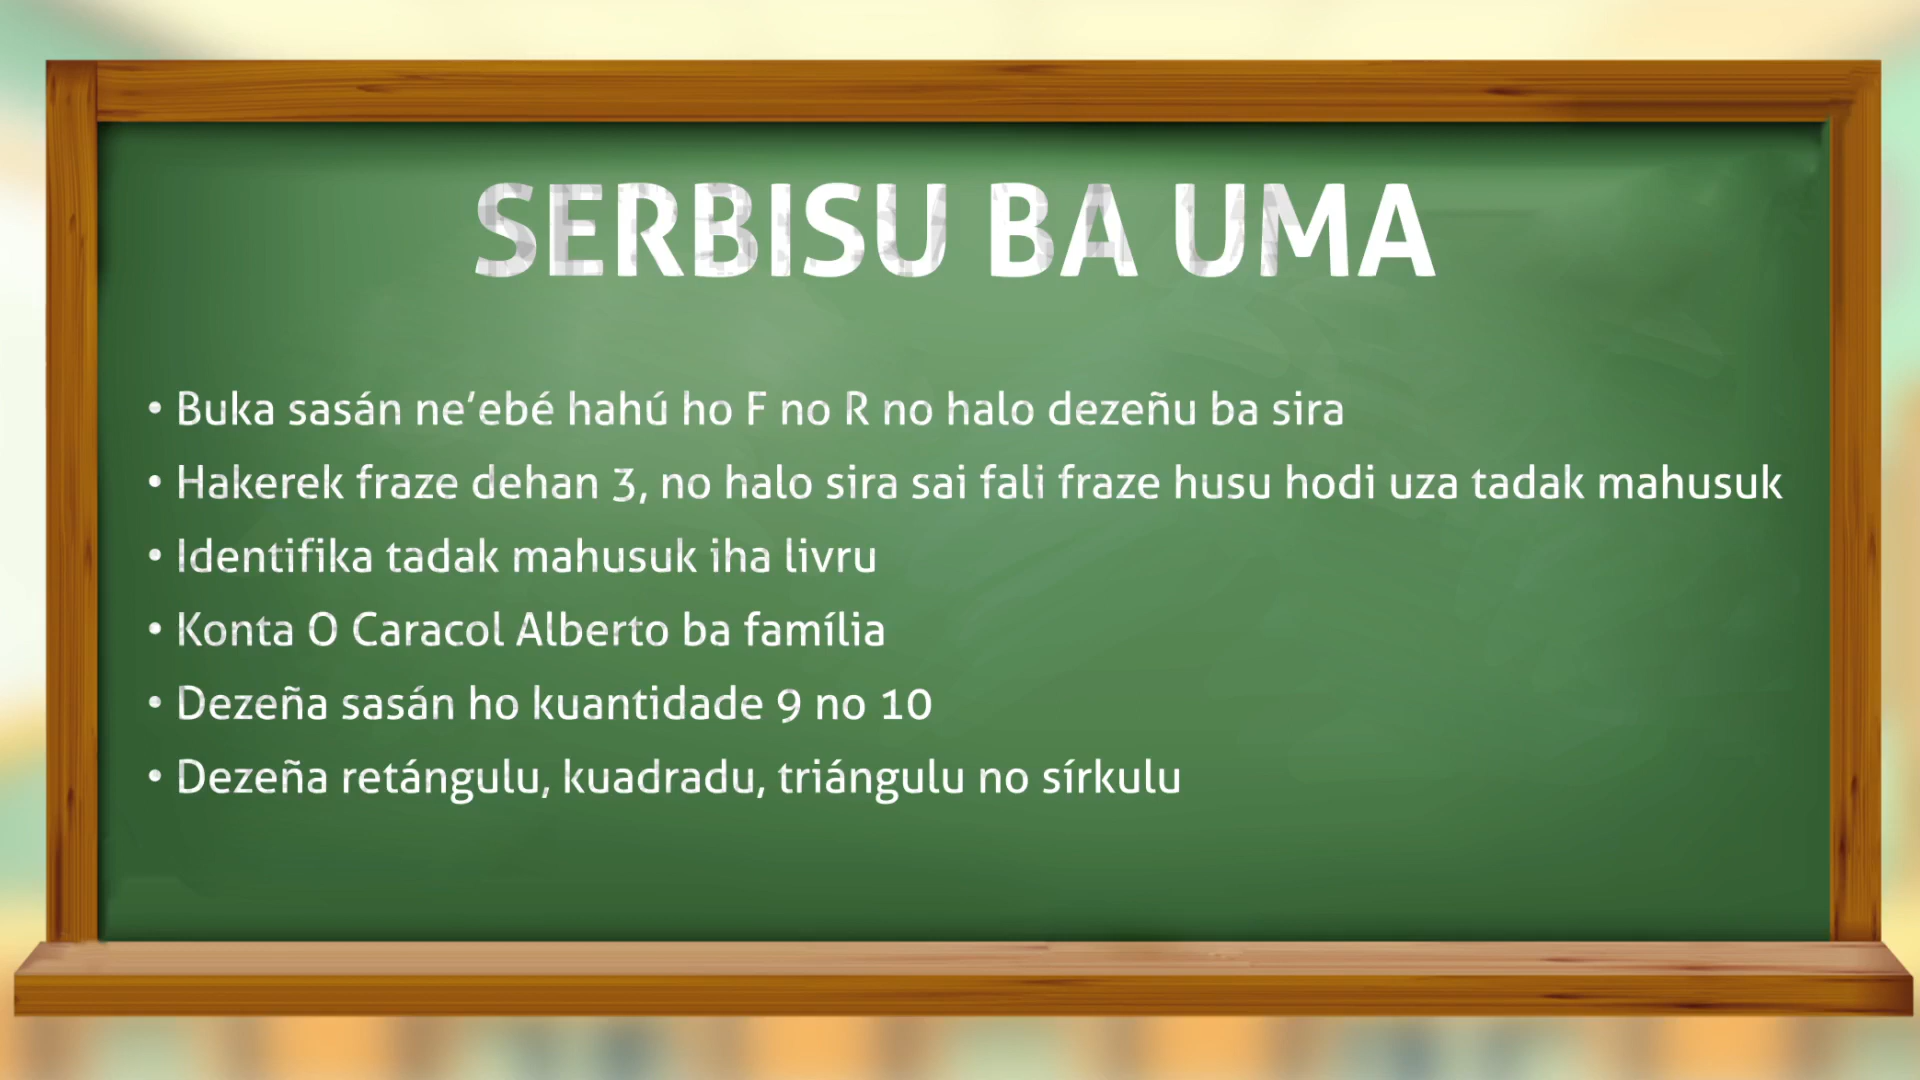 SERBISU BA UMA
• Buka sasán ne’ebé hahú ho F no R no halo dezeñu ba sira
• Hakerek fraze dehan 3, no halo sira sai fali fraze husu hodi uza tadak mahusuk
• Identifika tadak mahusuk iha livru
• Konta O Caracol Alberto ba família
• Dezeña sasán ho kuantidade 9 no 10
• Dezeña retángulu, kuadradu, triángulu no sírkulu